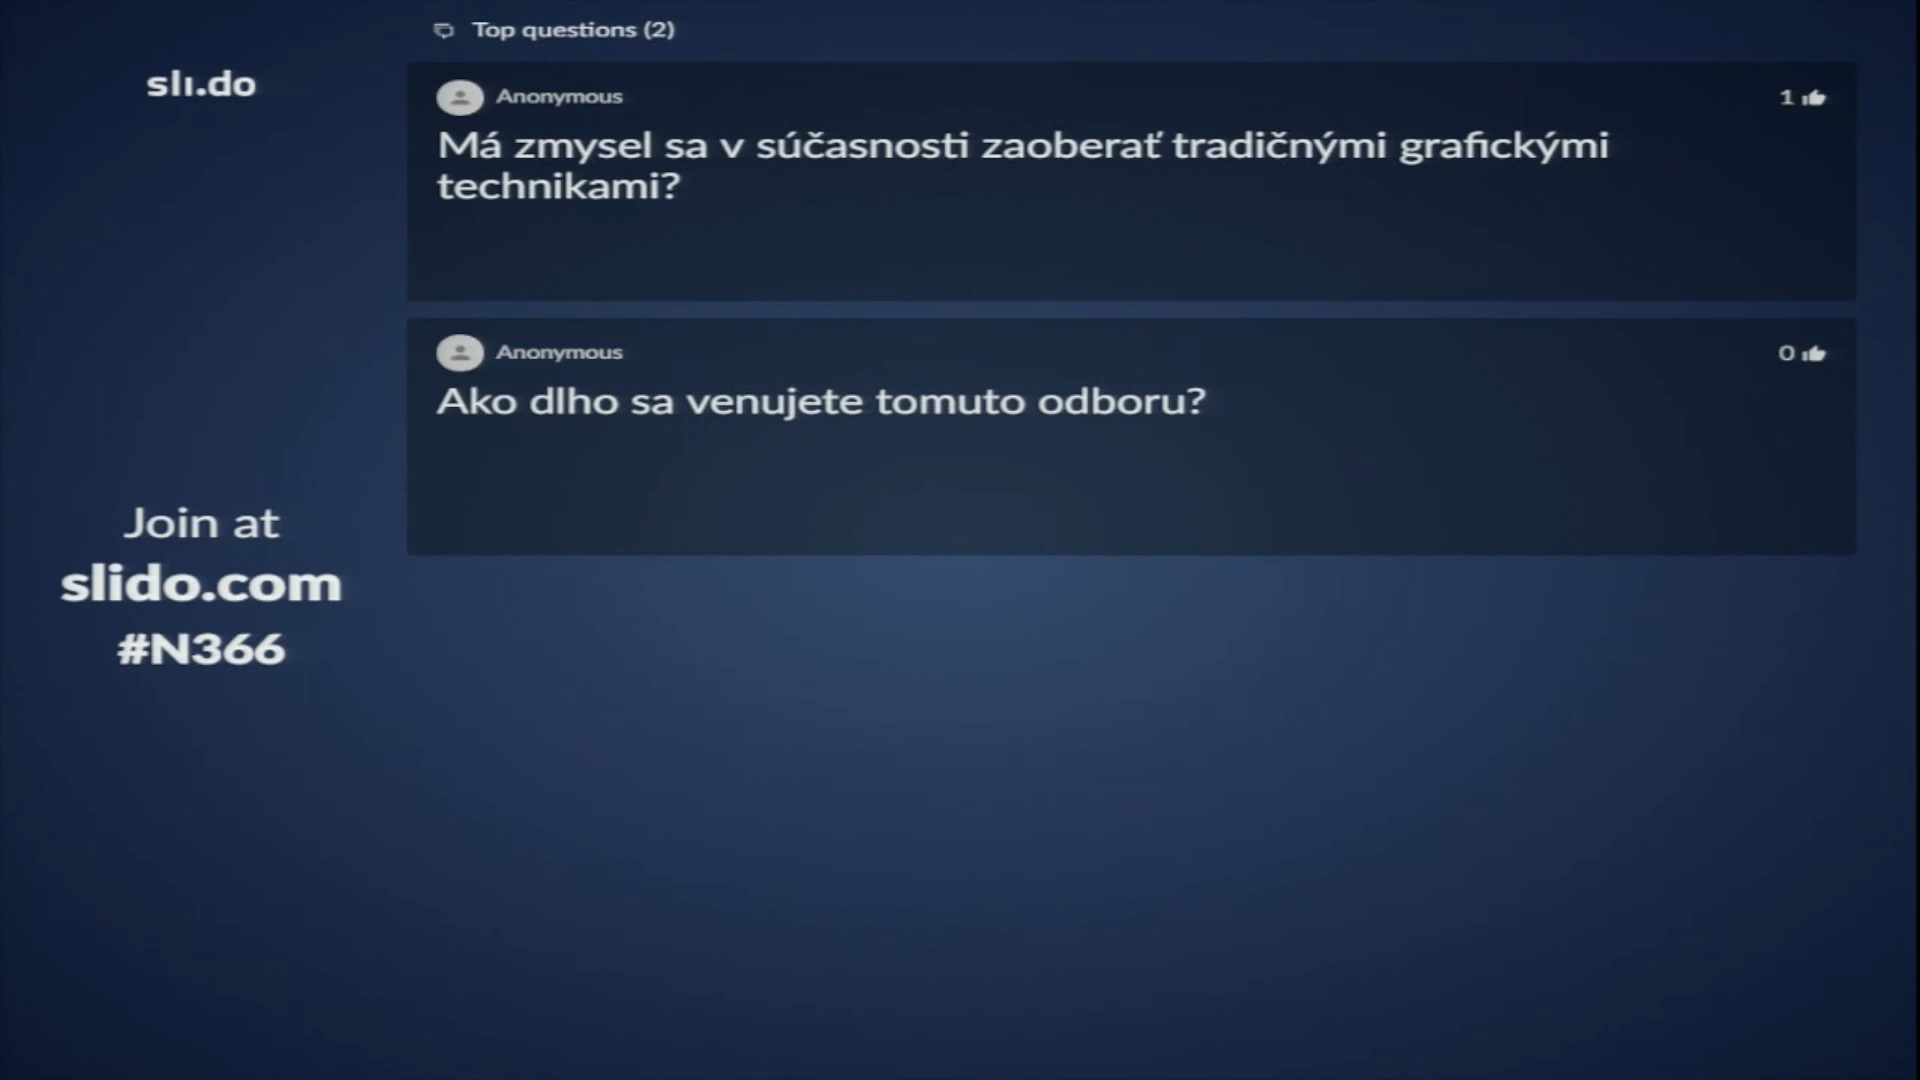 Top questions (2)
sli.do
Anonymous
1
Má zmysel sa v súčasnosti zaoberať tradičnými grafickými
technikami?
Anonymous
0
Ako dlho sa venujete tomuto odboru?
Join at
slido.com
#N366